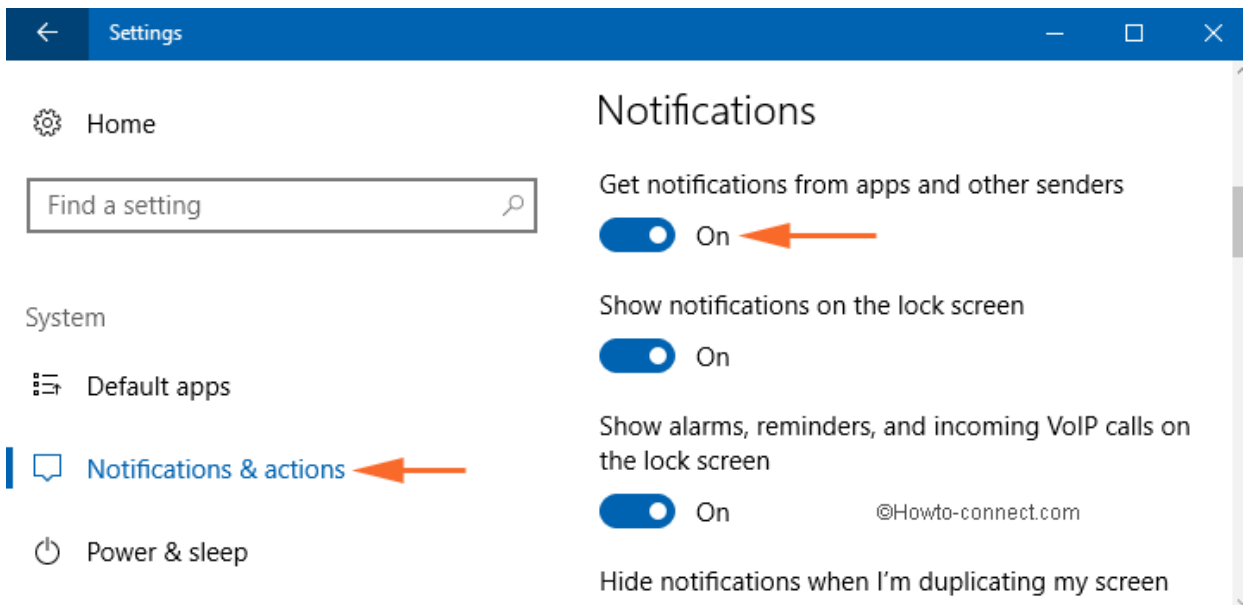 Settings
Home
Find a setting
System
Default apps
Notifications & actions
Power & sleep
Notifications
Get notifications from apps and other senders
On
Show notifications on the lock screen
On
Show alarms, reminders, and incoming VoIP calls on
the lock screen
On
©Howto-connect.com
Hide notifications when I'm duplicating my screen